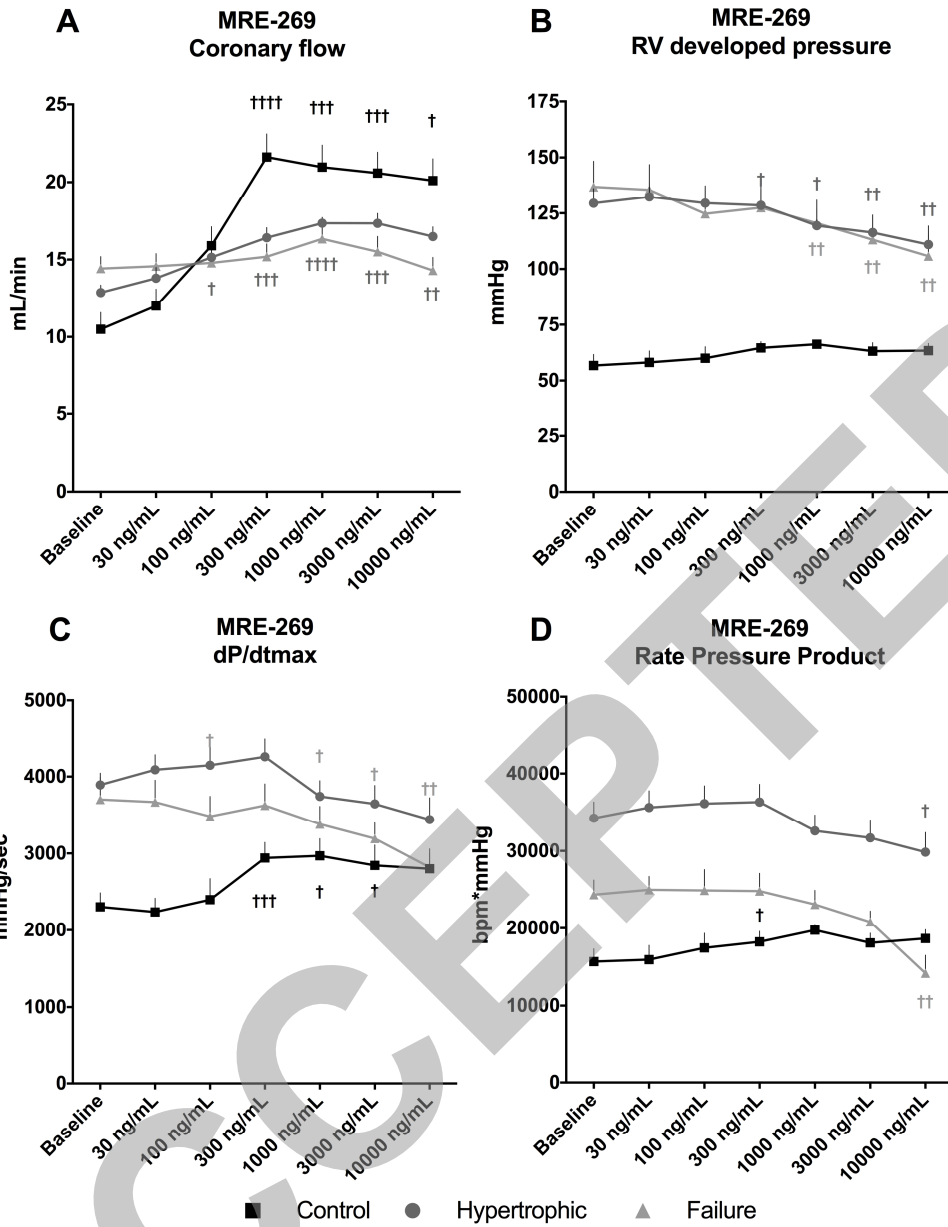 A
MRE-269
Coronary flow
25
20
15
10
5
0
mL/min
††††
†††
†††
†
†
†††
††††
†††
††
Baseline
30 ng/mL
100 ng/mL
300 ng/mL
1000 ng/mL
3000 ng/mL
10000 ng/mL
B
MRE-269
RV developed pressure
175
150
125
100
75
50
25
0
mmHg
†
†
††
††
††
††
††
Baseline
30 ng/mL
100 ng/mL
300 ng/mL
1000 ng/mL
3000 ng/mL
10000 ng/mL
C
MRE-269
dP/dtmax
5000
4000
3000
2000
1000
0
mmHg/sec
†
†
†
††
†††
†
†
Baseline
30 ng/mL
100 ng/mL
300 ng/mL
1000 ng/mL
3000 ng/mL
10000 ng/mL
D
MRE-269
Rate Pressure Product
50000
40000
30000
20000
10000
0
bpm*mmHg
†
†
††
Baseline
30 ng/mL
100 ng/mL
300 ng/mL
1000 ng/mL
3000 ng/mL
10000 ng/mL
CCEPTE
Control Hypertrophic Failure